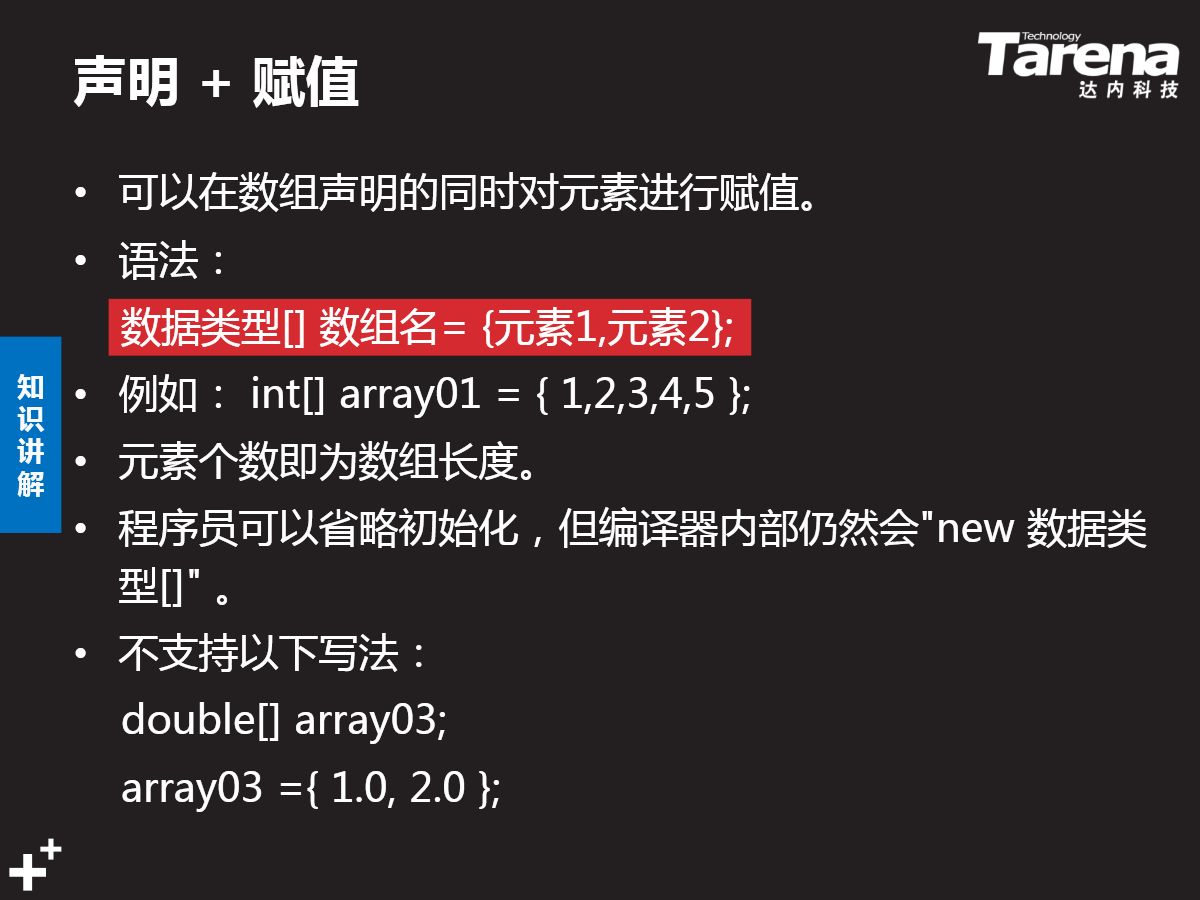 声明 + 赋值
Technology
Tarena
达内科技
• 可以在数组声明的同时对元素进行赋值。
• 语法：
数据类型[] 数组名= {元素1,元素2};
• 例如： int[] array01 = { 1,2,3,4,5 };
• 元素个数即为数组长度。
• 程序员可以省略初始化，但编译器内部仍然会"new 数据类
型[]" 。
• 不支持以下写法：
double[] array03;
array03 ={ 1.0, 2.0 };
知
识
讲
解